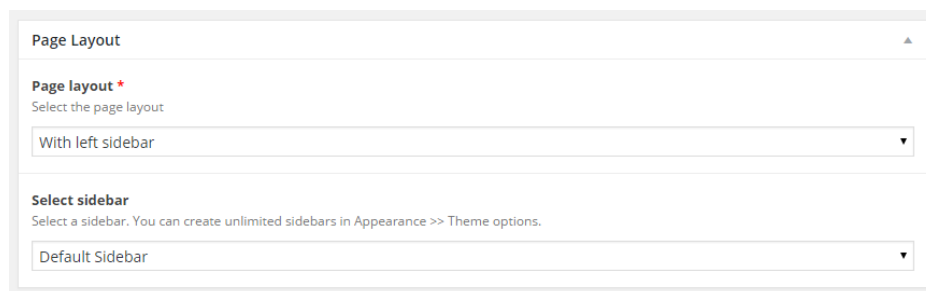 Page Layout
Page layout *
Select the page layout
With left sidebar
Select sidebar
Select a sidebar. You can create unlimited sidebars in Appearance >> Theme options.
Default Sidebar